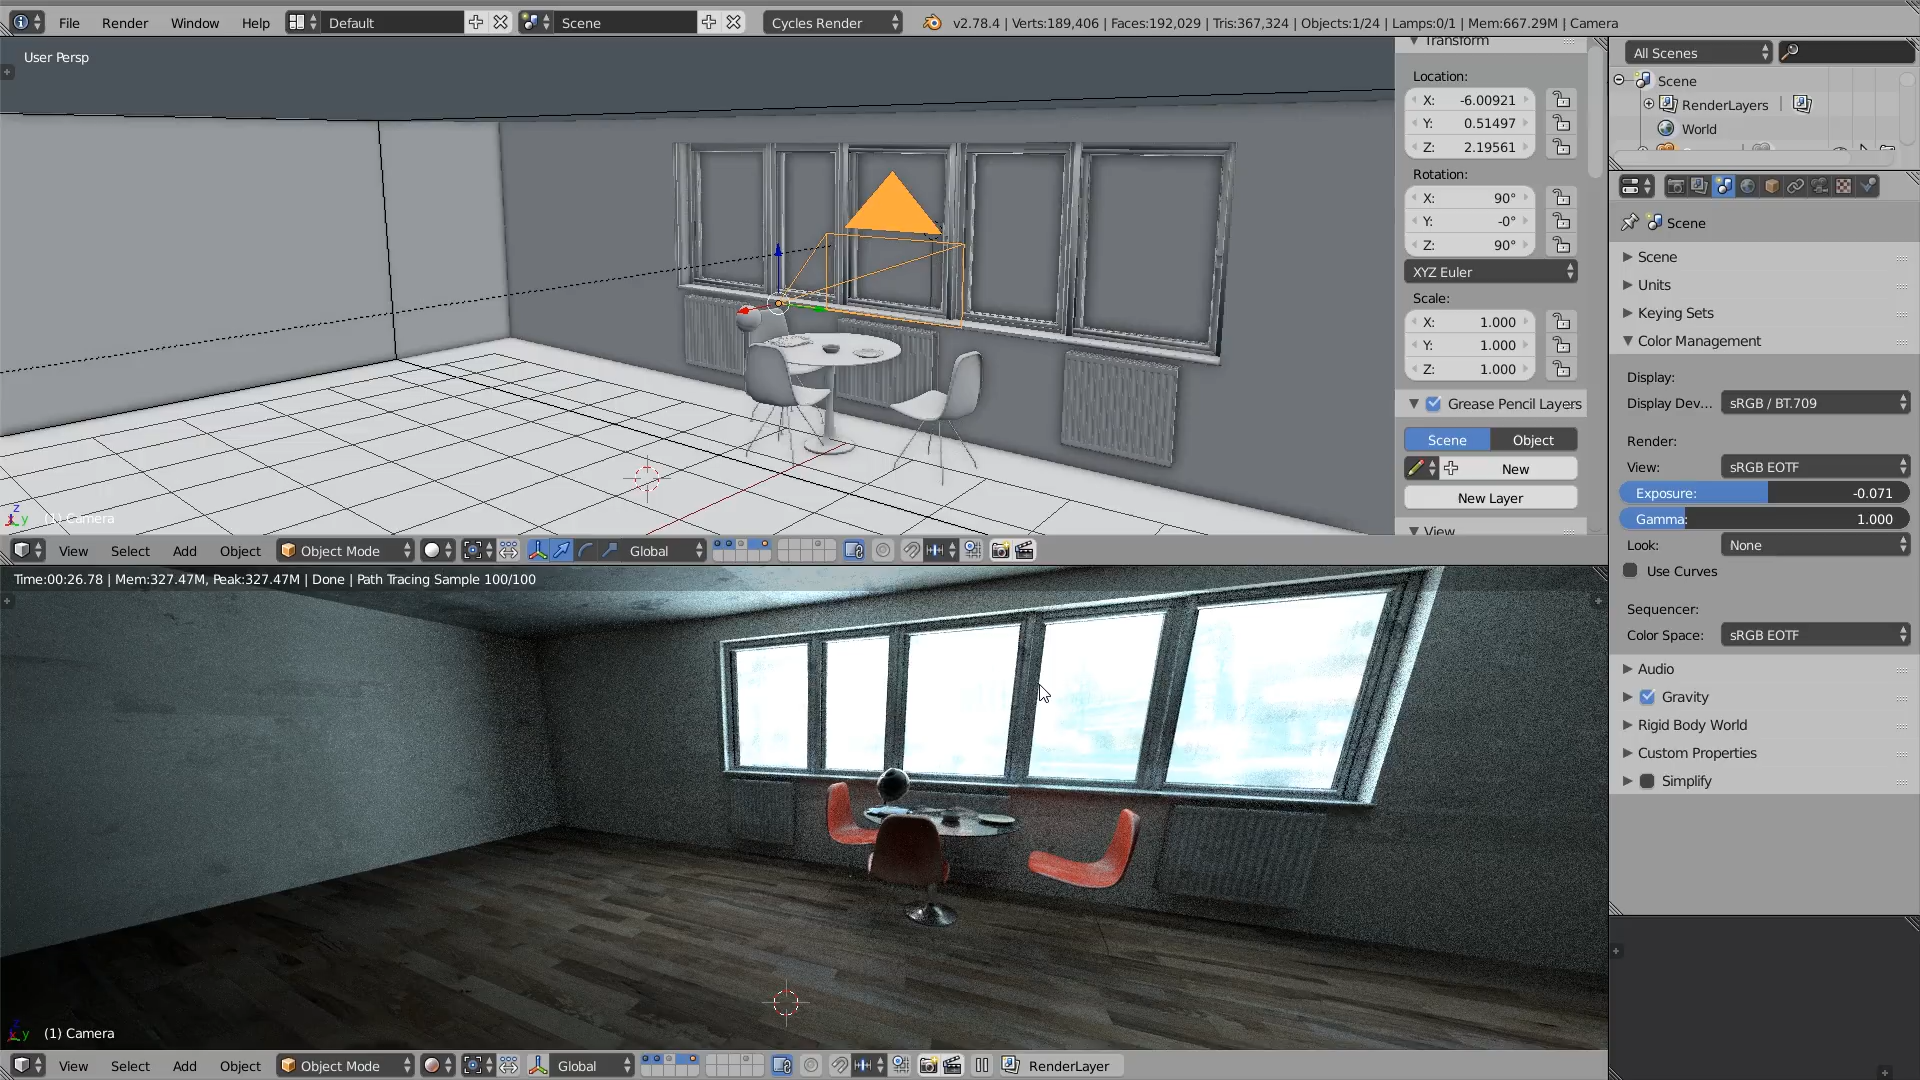 File Render Window Help Default Scene Cycles Render v2.78.4 | Verts:189,406 | Faces:192,029 | Tris:367,324 | Objects:1/24 | Lamps:0/1 | Mem:667.29M | Camera
User Persp
(1) Camera
z
y
View Select Add Object Object Mode Global
Time:00:26.78 | Mem:327.47M, Peak:327.47M | Done | Path Tracing Sample 100/100
(1) Camera
y
View Select Add Object Object Mode Global RenderLayer
Transform
Location:
X: -6.00921
Y: 0.51497
Z: 2.19561
Rotation:
X: 90°
Y: -0°
Z: 90°
XYZ Euler
Scale:
X: 1.000
Y: 1.000
Z: 1.000
Grease Pencil Layers
Scene Object
New
New Layer
View
All Scenes
Scene
RenderLayers
World
Scene
Scene
Units
Keying Sets
Color Management
Display:
Display Dev... sRGB / BT.709
Render:
View: sRGB EOTF
Exposure: -0.071
Gamma: 1.000
Look: None
Use Curves
Sequencer:
Color Space: sRGB EOTF
Audio
Gravity
Rigid Body World
Custom Properties
Simplify